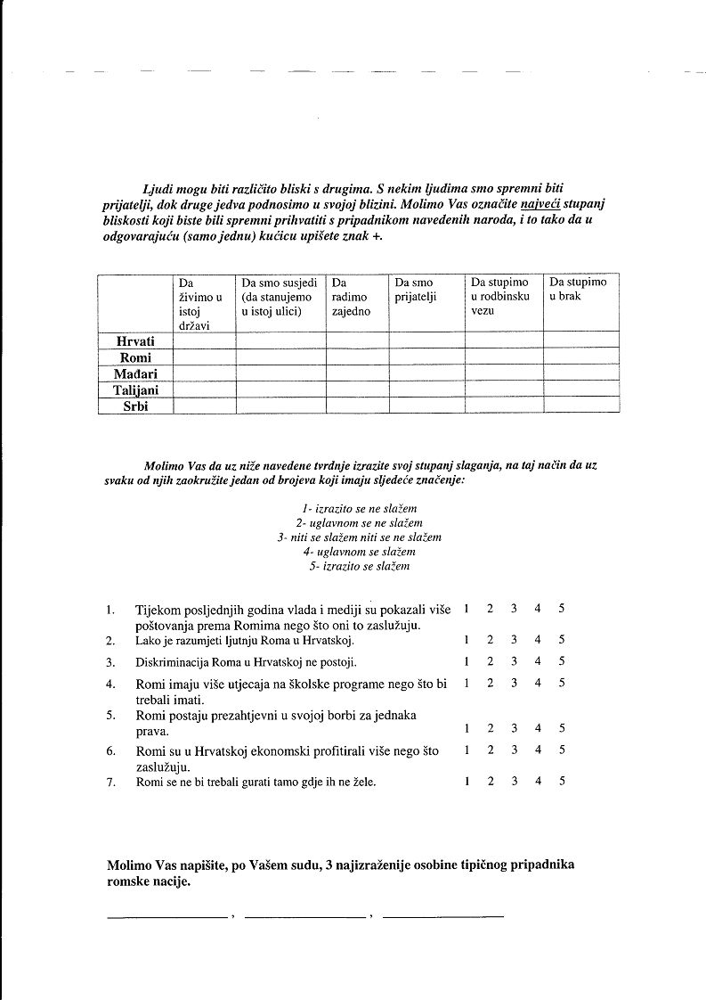 Ljudi mogu biti različito bliski s drugima. S nekim ljudima smo spremni biti
prijatelji, dok druge jedva podnosimo u svojoj blizini. Molimo Vas označite najveći stupanj
bliskosti koji biste bili spremni prihvatiti s pripadnikom navedenih naroda, i to tako da u
odgovarajuću (samo jednu) kućicu upišete znak +.
Da živimo u istoj državi
Da smo susjedi (da stanujemo u istoj ulici)
Da radimo zajedno
Da smo prijatelji
Da stupimo u rodbinsku vezu
Da stupimo u brak
Hrvati
Romi
Mađari
Talijani
Srbi
Molimo Vas da uz niže navedene tvrdnje izrazite svoj stupanj slaganja, na taj način da uz
svaku od njih zaokružite jedan od brojeva koji imaju sljedeće značenje:
1- izrazito se ne slažem
2- uglavnom se ne slažem
3- niti se slažem niti se ne slažem
4- uglavnom se slažem
5- izrazito se slažem
1. Tijekom posljednjih godina vlada i mediji su pokazali više 1 2 3 4 5
poštovanja prema Romima nego što oni to zaslužuju.
2. Lako je razumjeti ljutnju Roma u Hrvatskoj. 1 2 3 4 5
3. Diskriminacija Roma u Hrvatskoj ne postoji. 1 2 3 4 5
4. Romi imaju više utjecaja na školske programe nego što bi 1 2 3 4 5
trebali imati.
5. Romi postaju prezahtjevni u svojoj borbi za jednaka
prava. 1 2 3 4 5
6. Romi su u Hrvatskoj ekonomski profitirali više nego što 1 2 3 4 5
zaslužuju.
7. Romi se ne bi trebali gurati tamo gdje ih ne žele. 1 2 3 4 5
Molimo Vas napišite, po Vašem sudu, 3 najizraženije osobine tipičnog pripadnika
romske nacije.
____________________ , ____________________ , ____________________